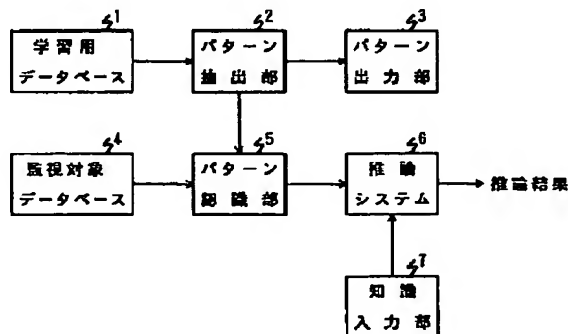 1
学習用
データベース
2
パターン
抽出部
3
パターン
出力部
4
監視対象
データベース
5
パターン
認識部
6
推論
システム
推論結果
7
知識
入力部